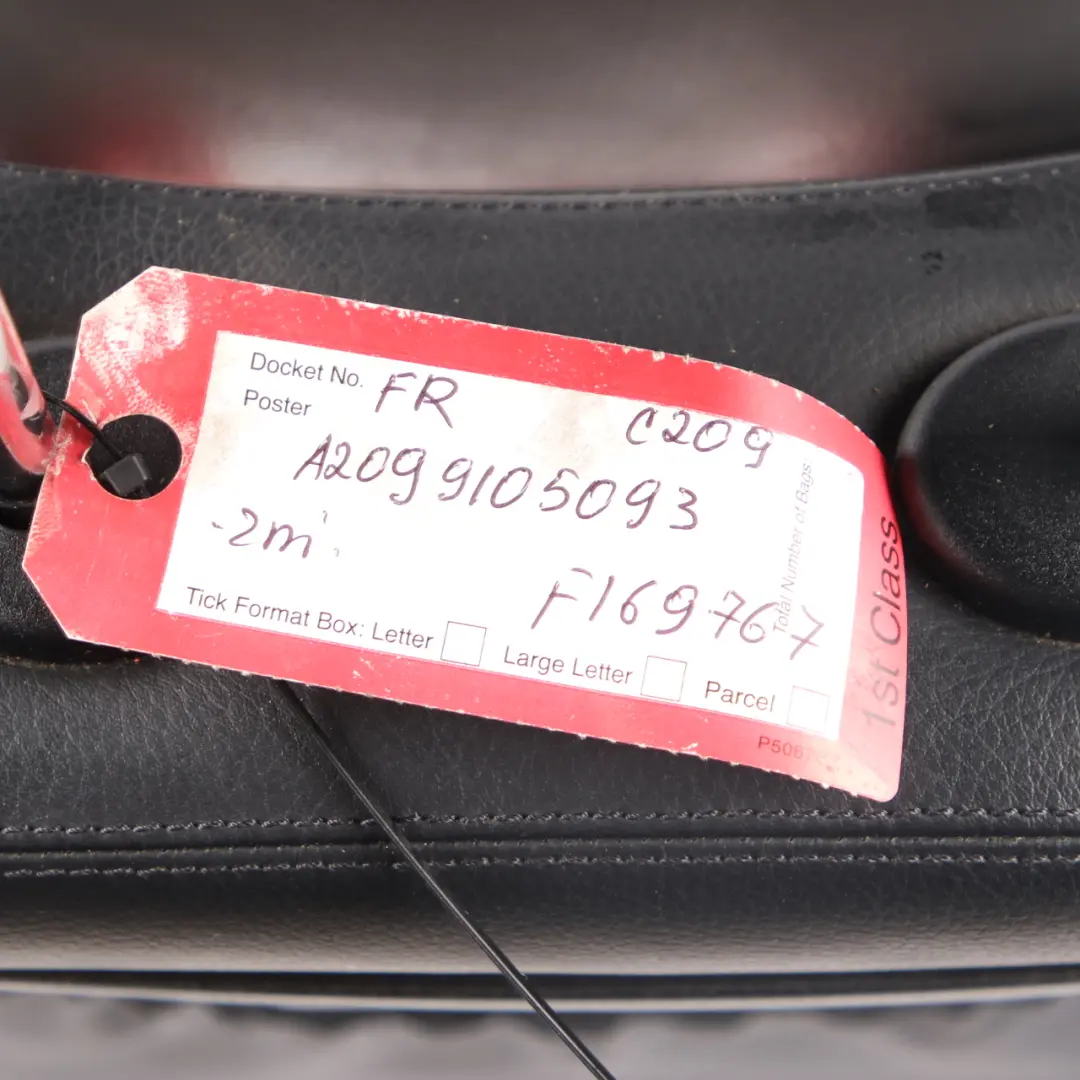 Docket No. FR
Poster
C209
A2099105093
-2m
F169767
Total Number of Bags
Tick Format Box: Letter Large Letter Parcel
1st Class